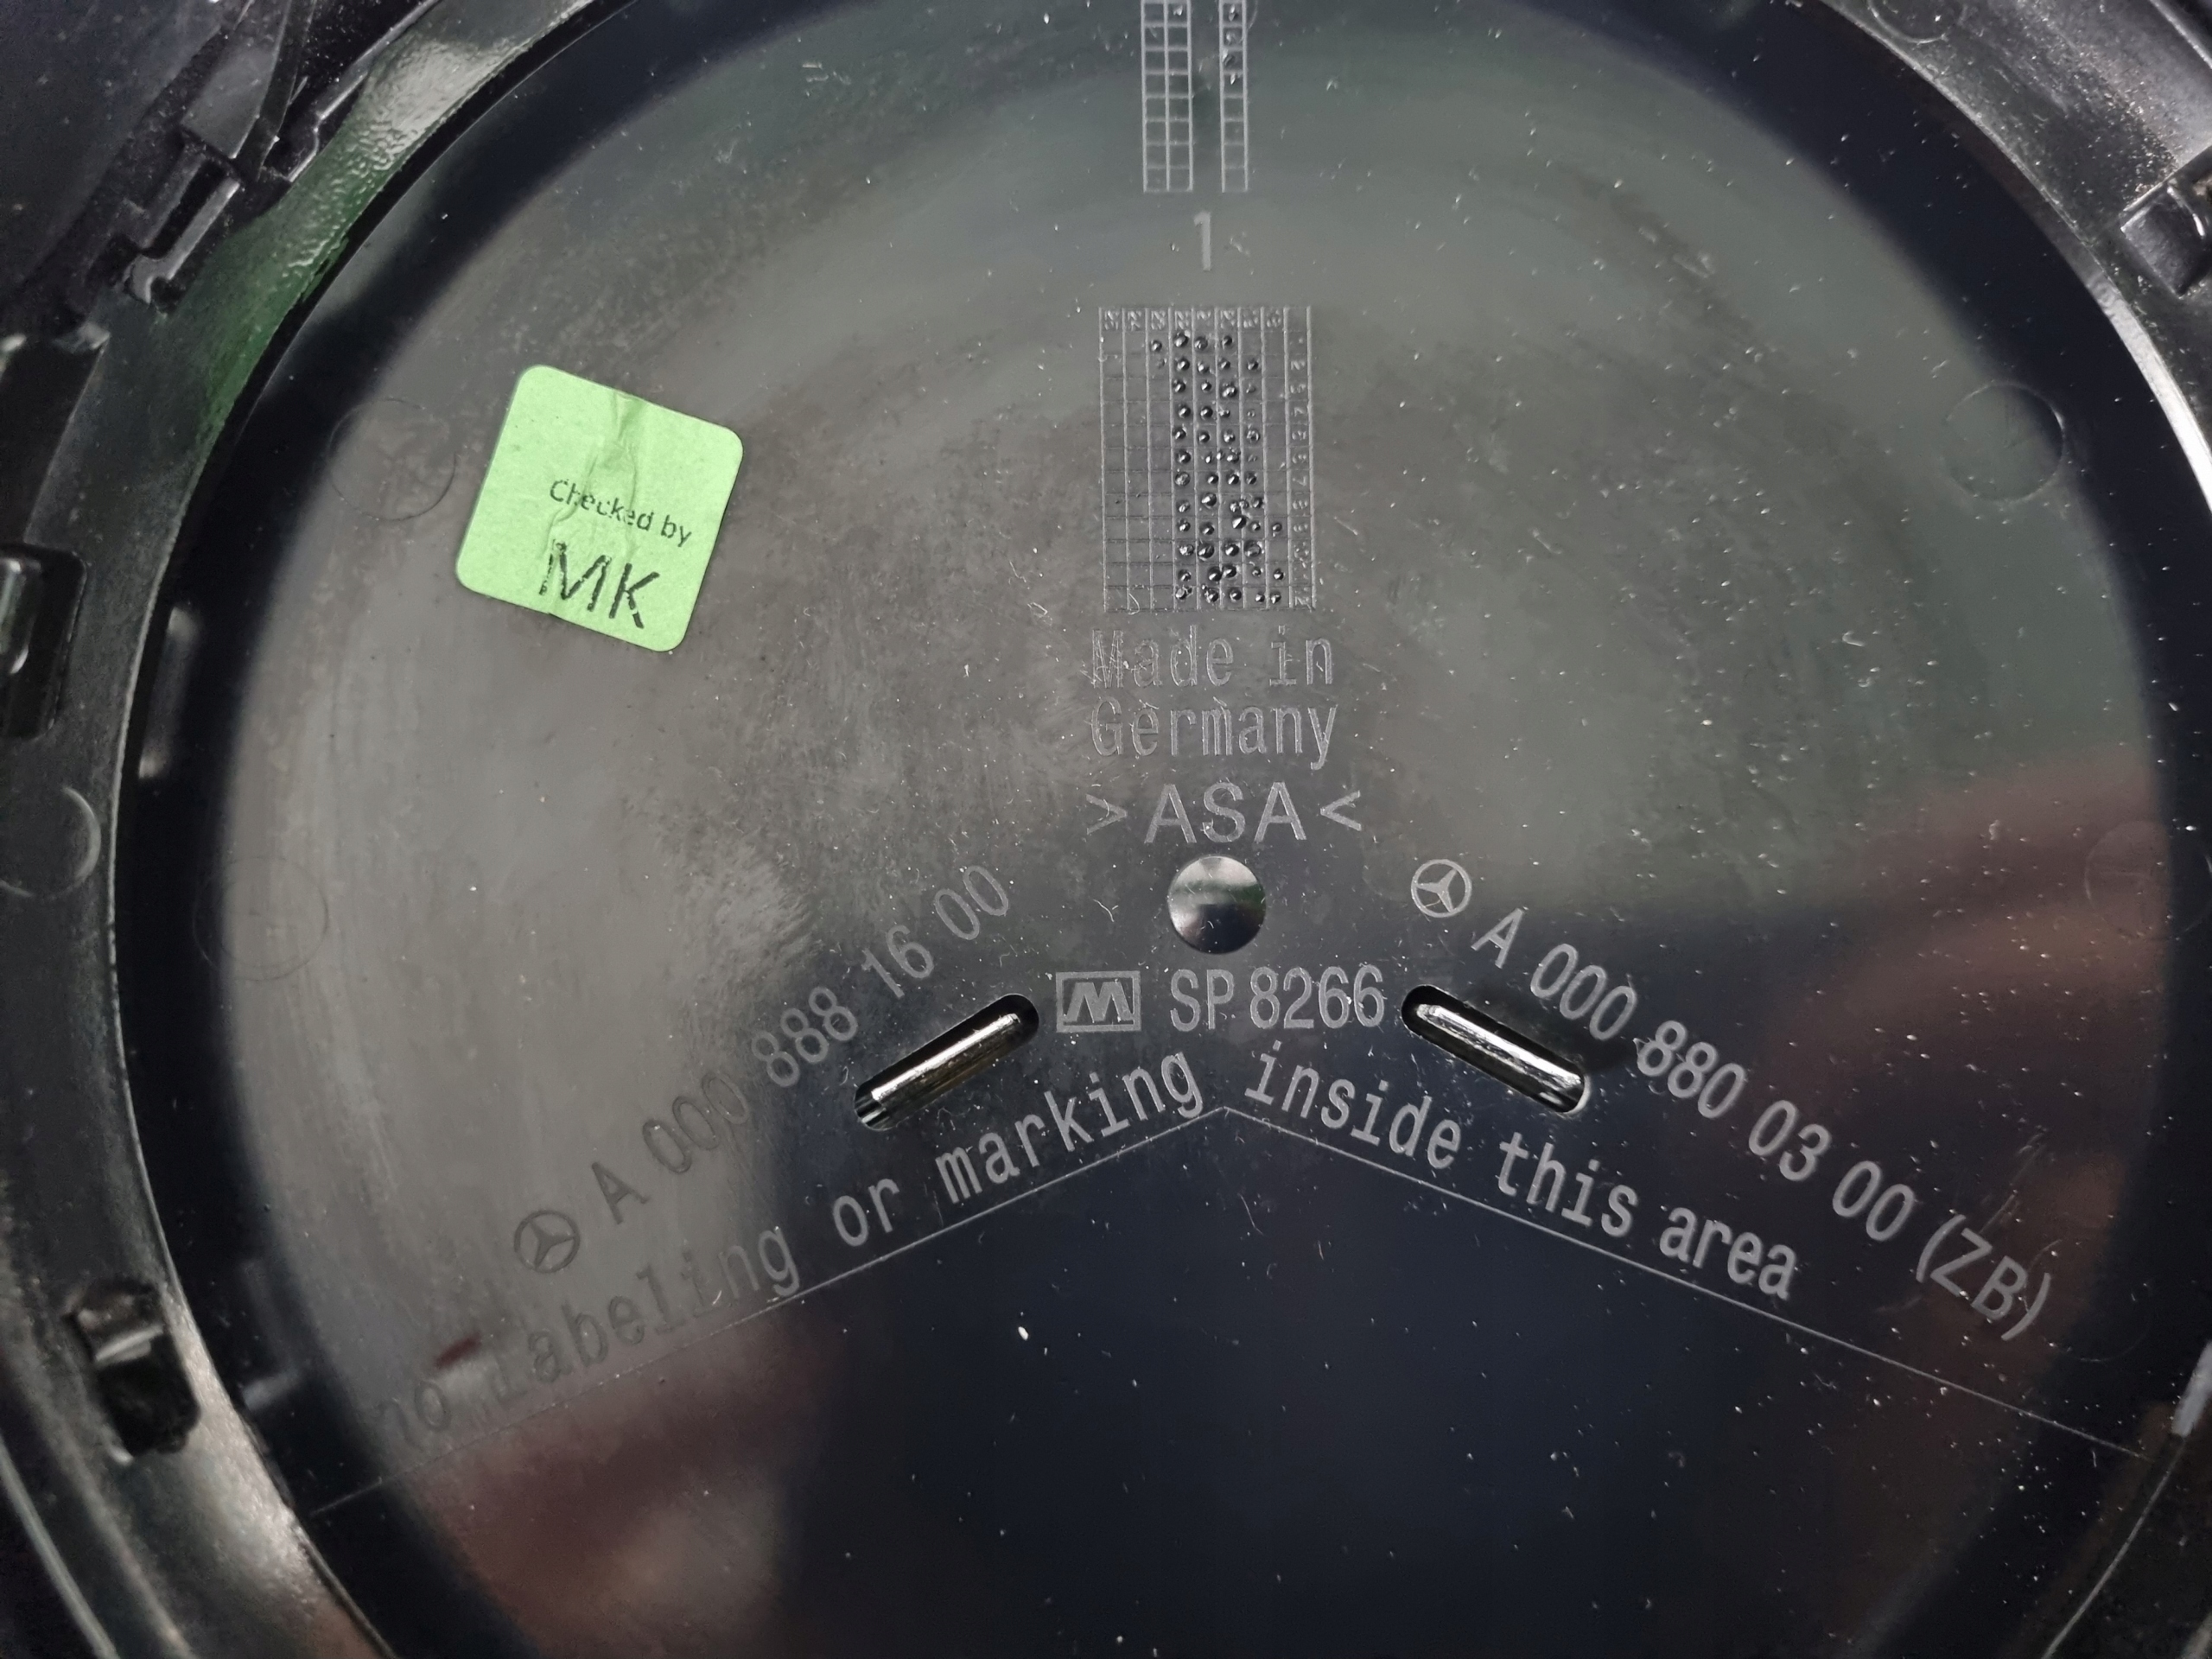 1
Checked by
MK
Made in
Germany
>ASA<
A 000 888 16 00
A 000 880 03 00 (ZB)
SP 8266
no labeling or marking inside this area